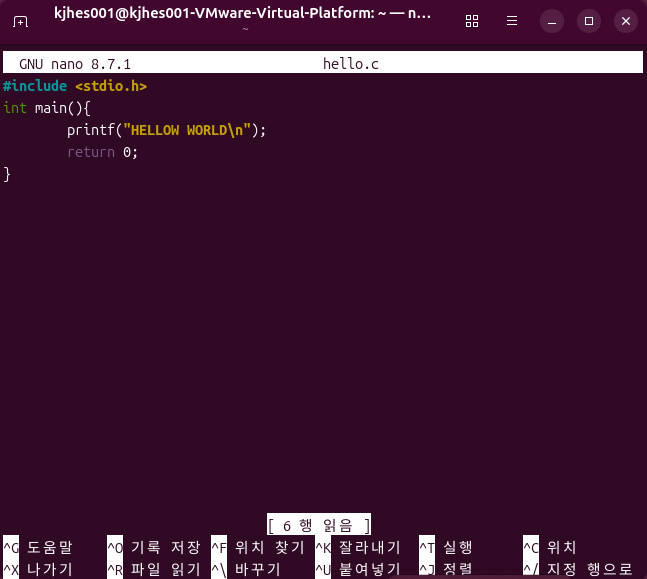 kjhes001@kjhes001-VMware-Virtual-Platform: ~ — n…
~
GNU nano 8.7.1 hello.c
#include <stdio.h>
int main(){
printf("HELLOW WORLD\n");
return 0;
}
[ 6 행 읽음 ]
^G 도움말 ^O 기록 저장 ^F 위치 찾기 ^K 잘라내기 ^T 실행 ^C 위치
^X 나가기 ^R 파일 읽기 ^\ 바꾸기 ^U 붙여넣기 ^J 정렬 ^/ 지정 행으로